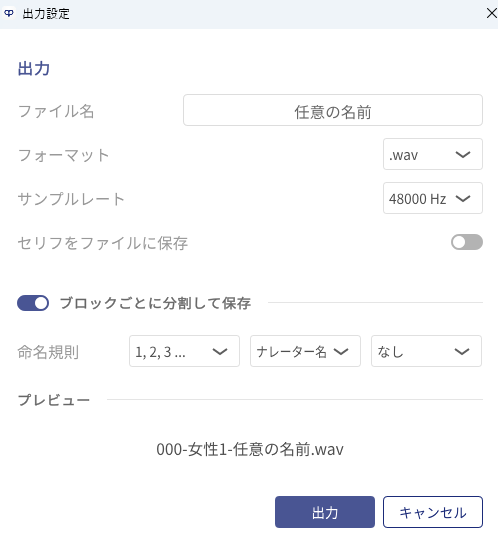 出力設定
出力
ファイル名 任意の名前
フォーマット .wav
サンプルレート 48000 Hz
セリフをファイルに保存
ブロックごとに分割して保存
命名規則 1, 2, 3 ... ナレーター名 なし
プレビュー
000-女性1-任意の名前.wav
出力 キャンセル